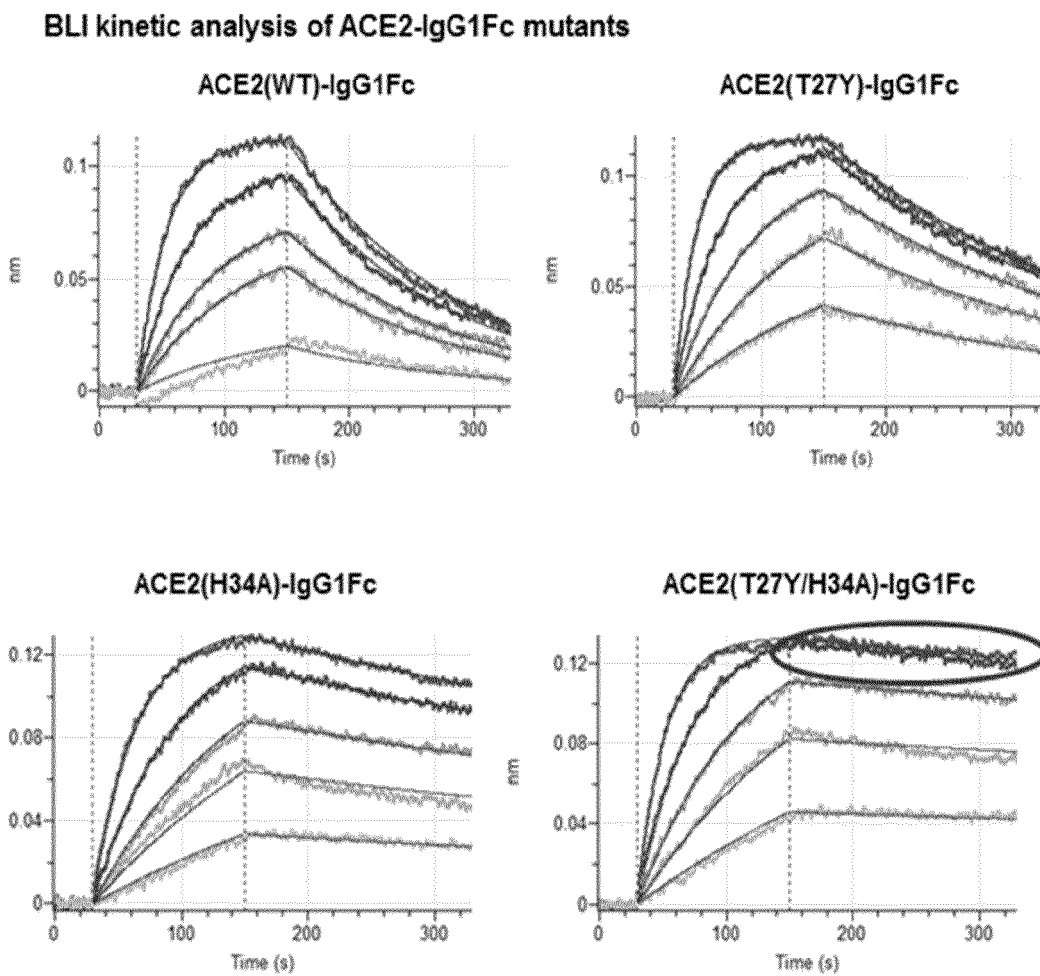 BLI kinetic analysis of ACE2-IgG1Fc mutants
ACE2(WT)-IgG1Fc
ACE2(T27Y)-IgG1Fc
0.1
0.05
0
nm
0 100 200 300
Time (s)
0.1
0.05
0
nm
0 100 200 300
Time (s)
ACE2(H34A)-IgG1Fc
ACE2(T27Y/H34A)-IgG1Fc
0.12
0.08
0.04
0
nm
0 100 200 300
Time (s)
0.12
0.08
0.04
0
nm
0 100 200 300
Time (s)